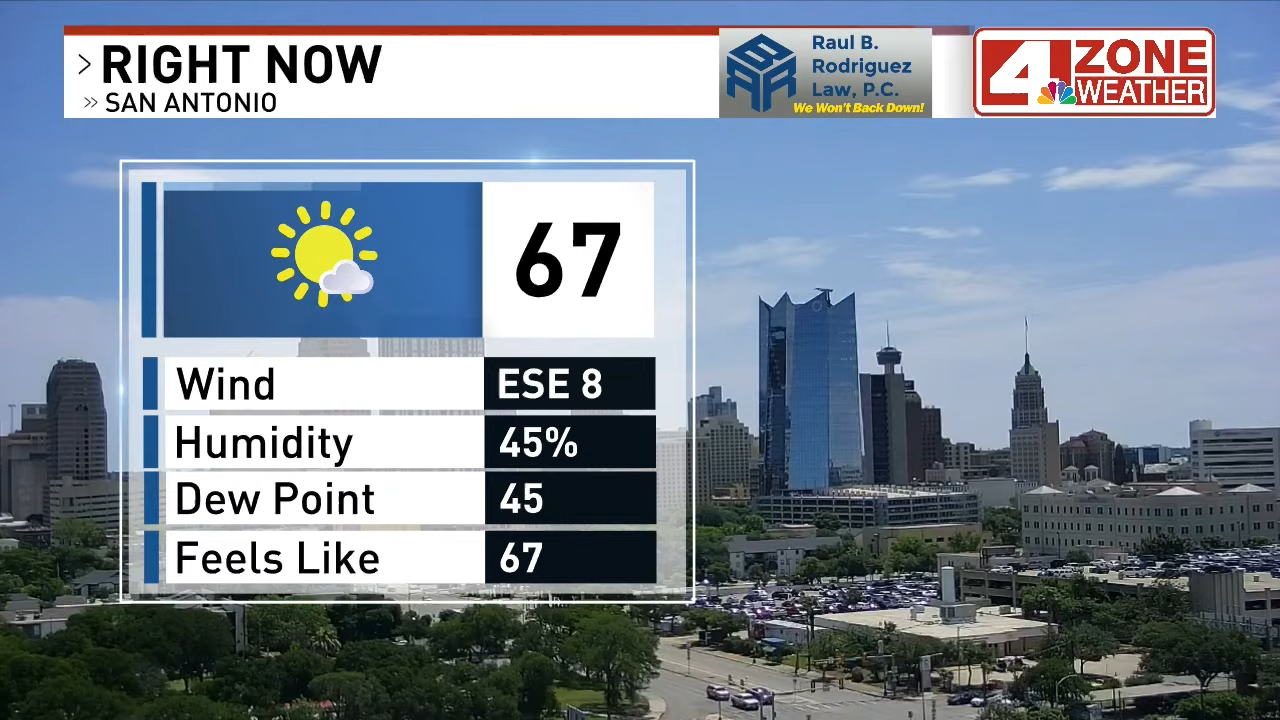 > RIGHT NOW
>> SAN ANTONIO
BAR
Raul B.
Rodriguez
Law, P.C.
We Won't Back Down!
4 ZONE
WEATHER
67
Wind ESE 8
Humidity 45%
Dew Point 45
Feels Like 67